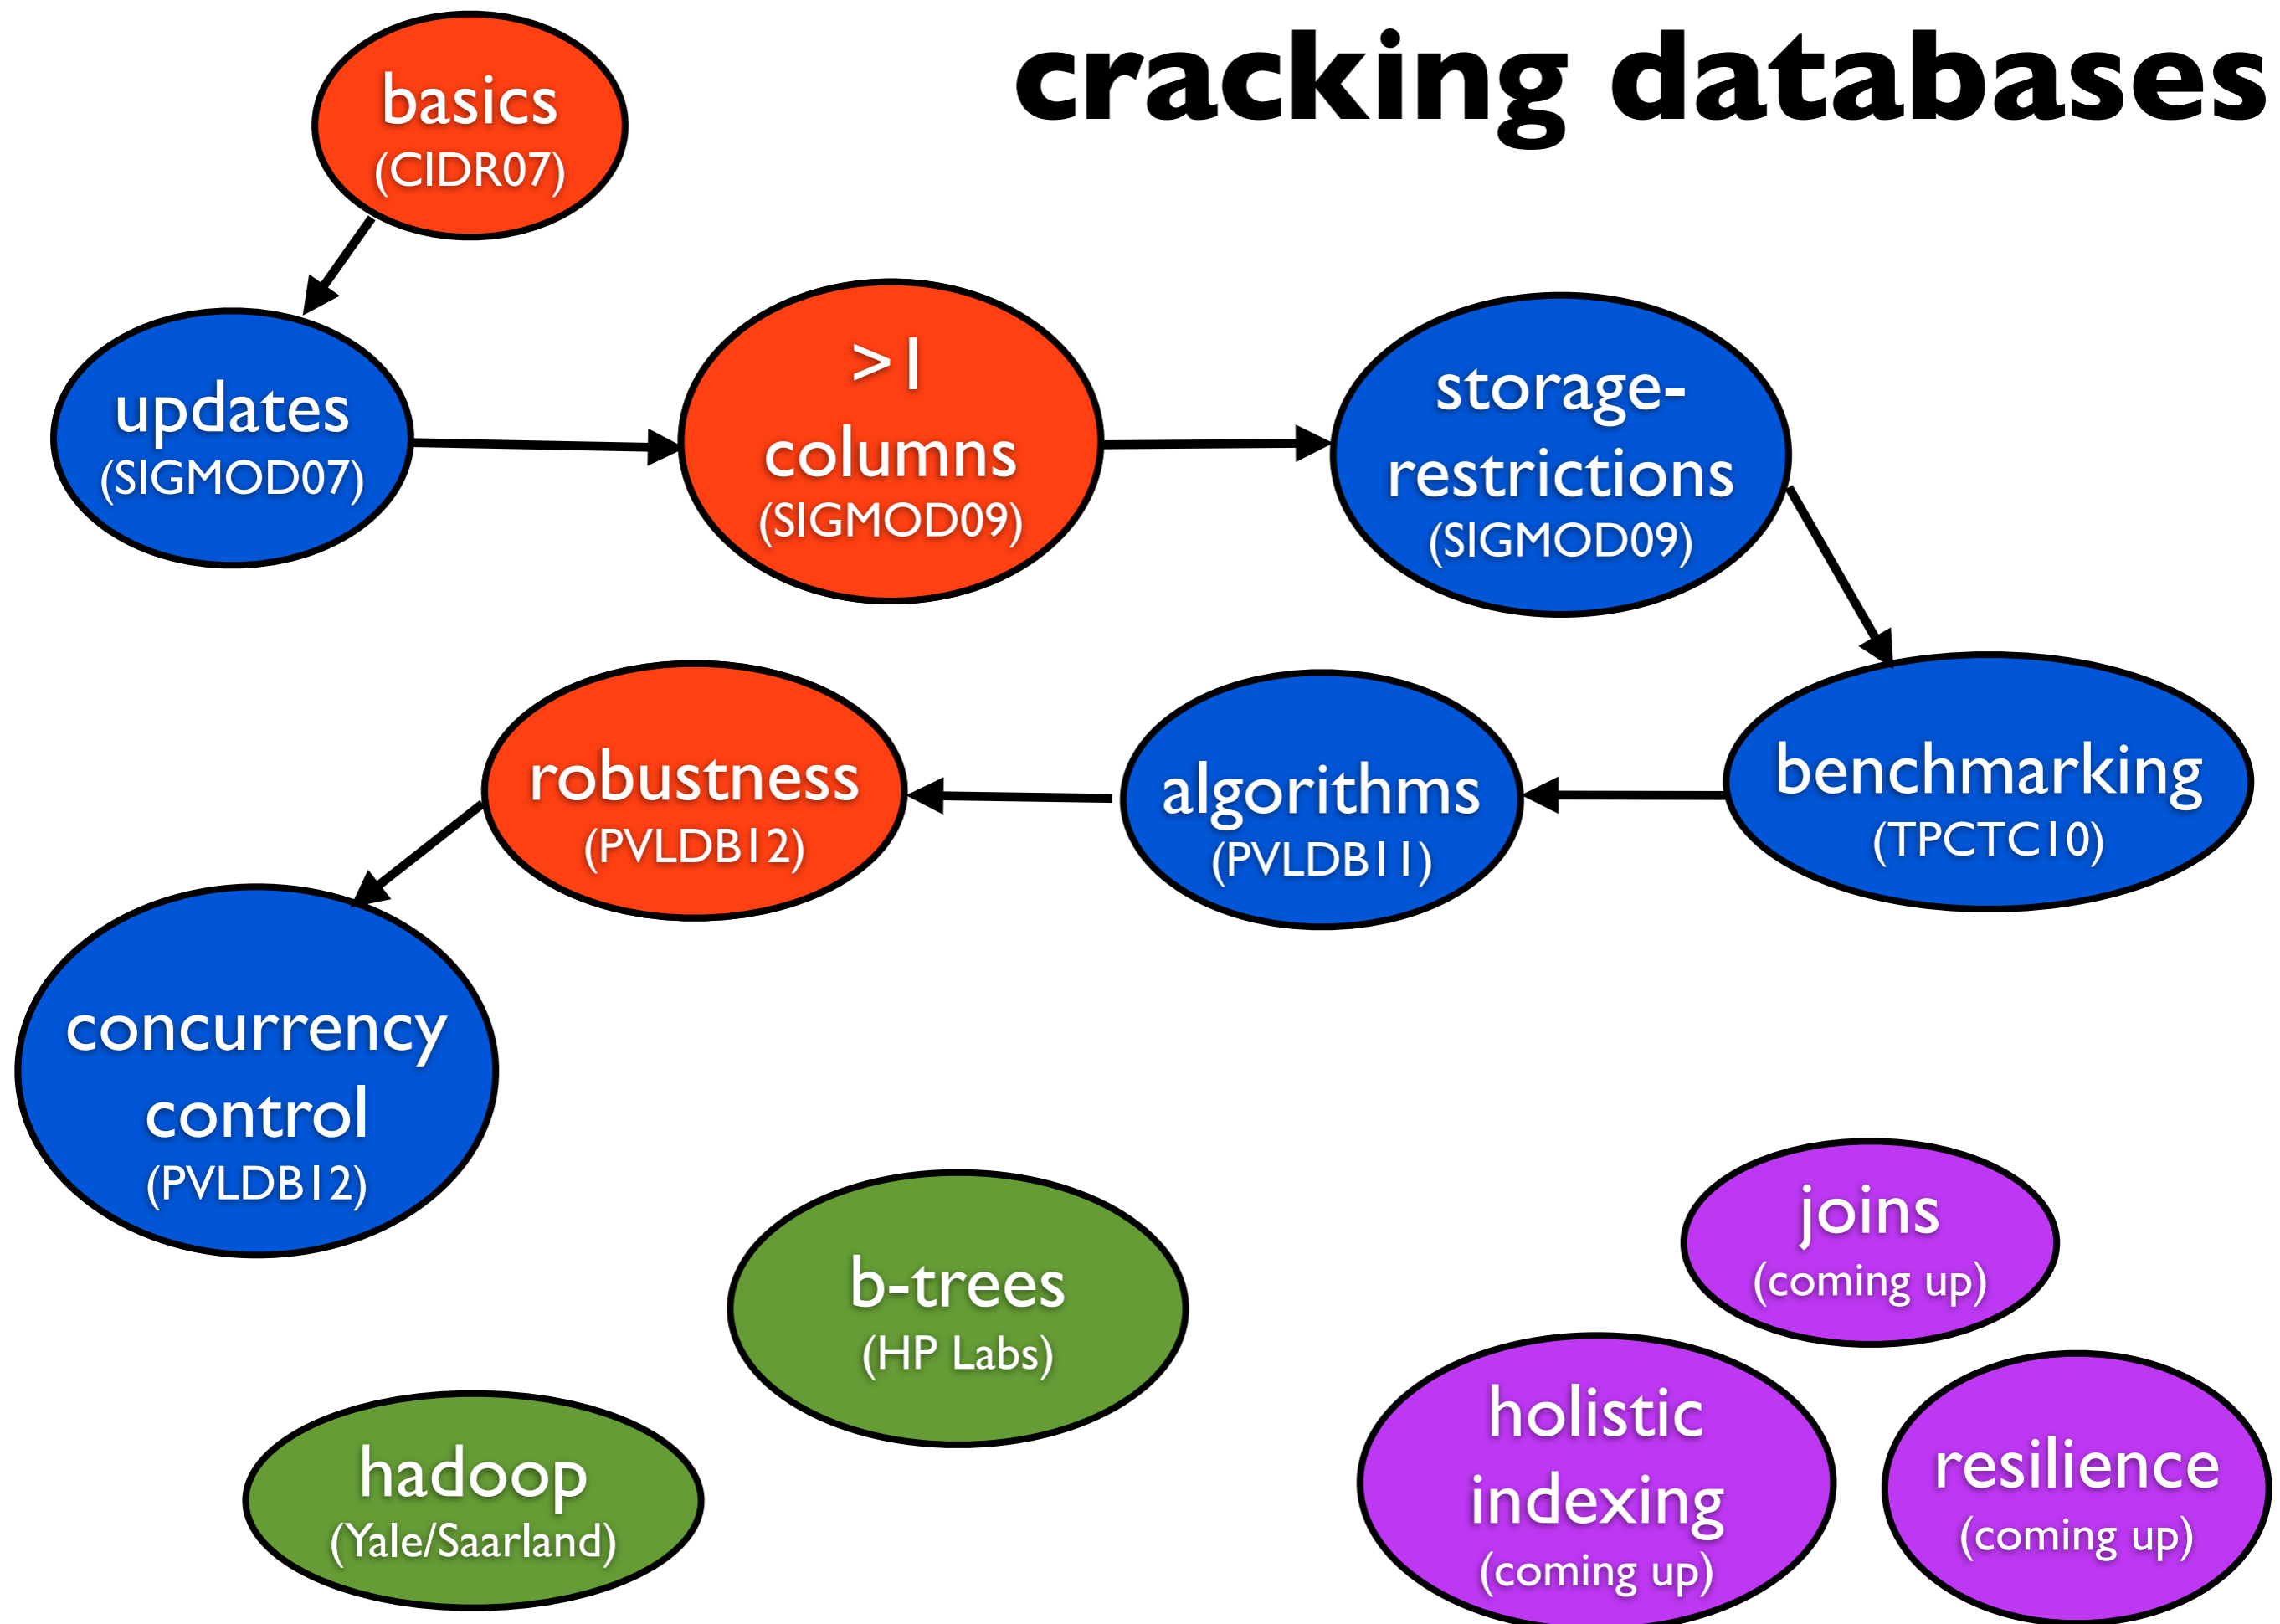 cracking databases
basics
(CIDR07)
updates
(SIGMOD07)
>1
columns
(SIGMOD09)
storage-
restrictions
(SIGMOD09)
robustness
(PVLDB12)
algorithms
(PVLDB11)
benchmarking
(TPCTC10)
concurrency
control
(PVLDB12)
b-trees
(HP Labs)
hadoop
(Yale/Saarland)
joins
(coming up)
holistic
indexing
(coming up)
resilience
(coming up)